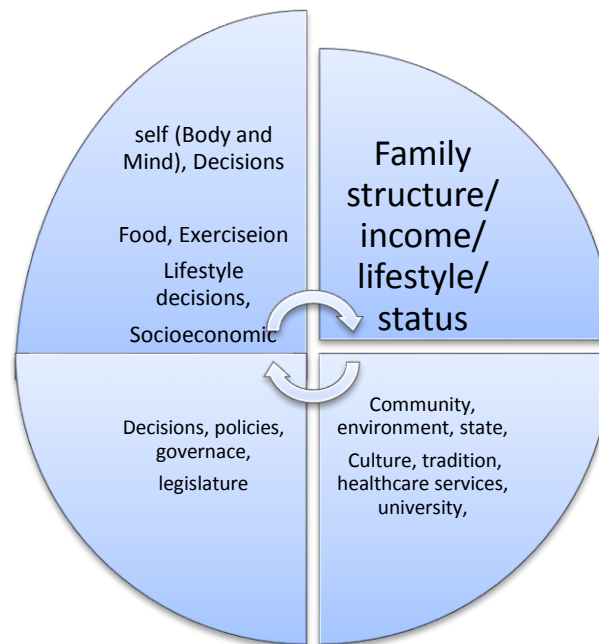 self (Body and
Mind), Decisions
Food, Exerciseion
Lifestyle
decisions,
Socioeconomic
Family
structure/
income/
lifestyle/
status
Decisions, policies,
governace,
legislature
Community,
environment, state,
Culture, tradition,
healthcare services,
university,